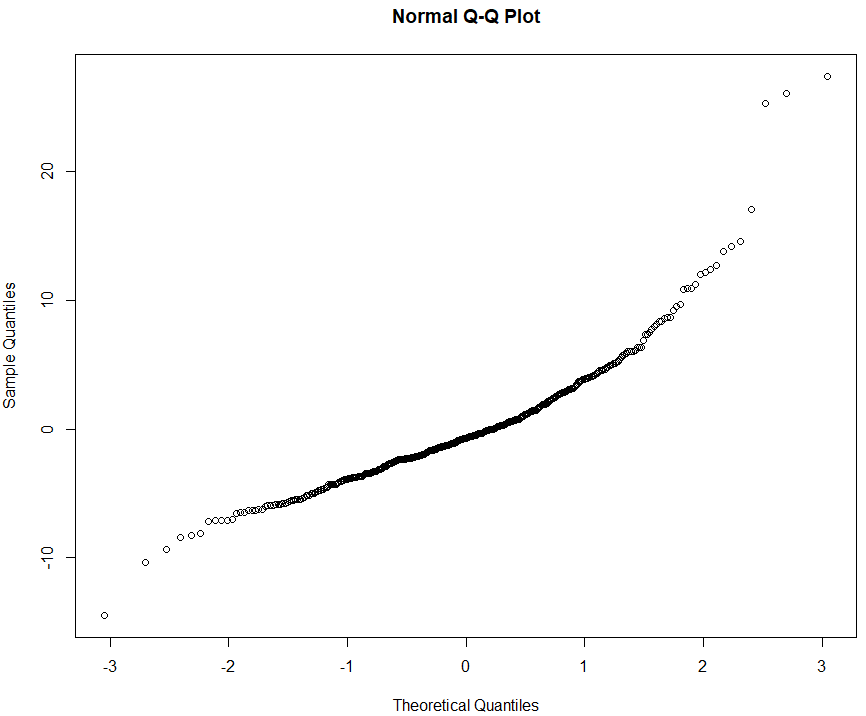 Normal Q-Q Plot
Sample Quantiles
20
10
0
-10
-3 -2 -1 0 1 2 3
Theoretical Quantiles